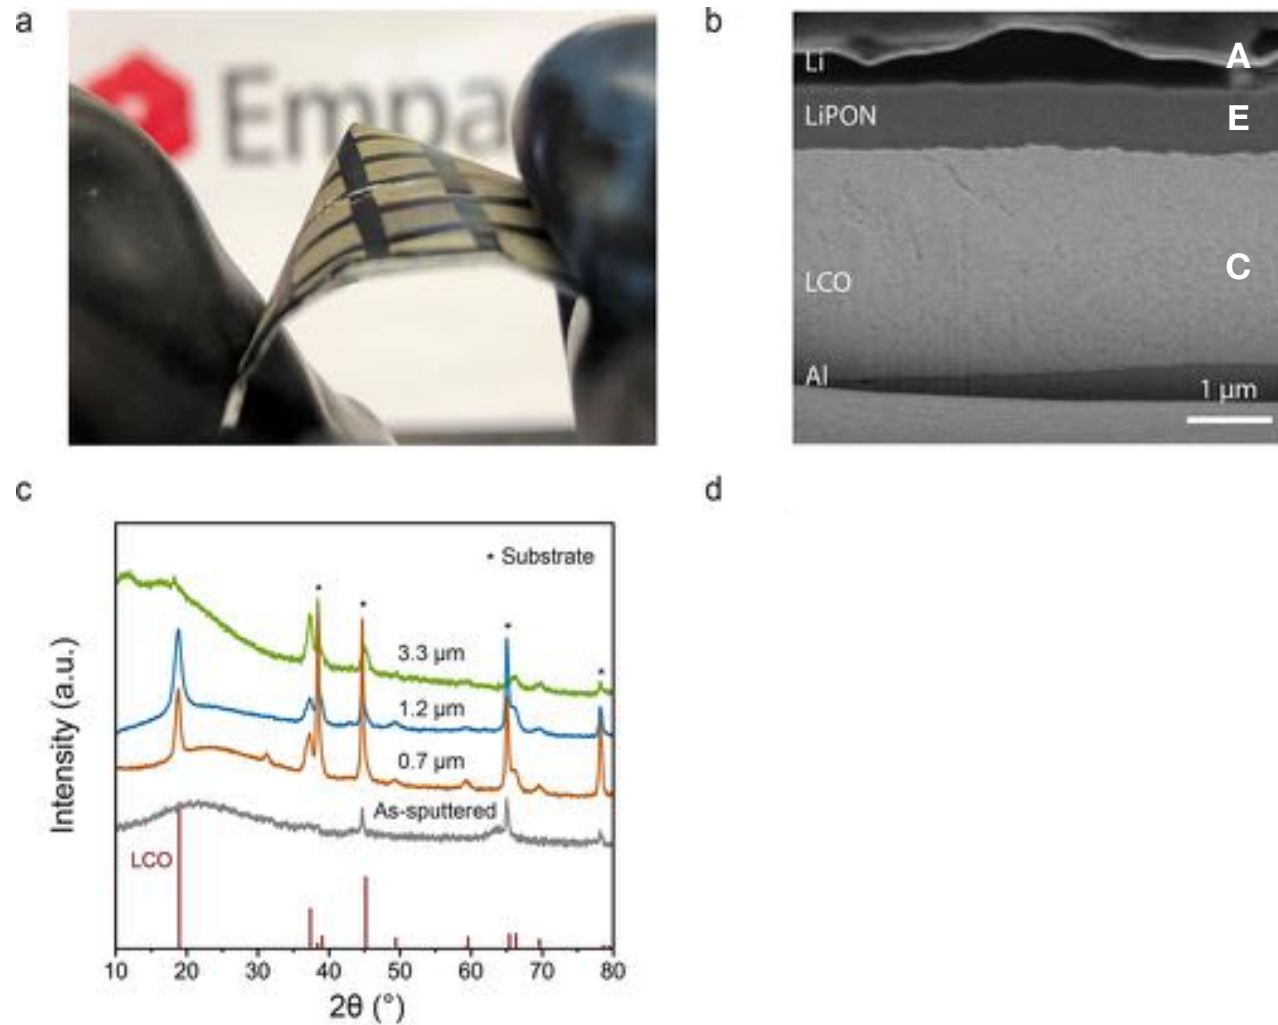 a
Empa
b
Li
A
LiPON
E
LCO
C
Al
1 μm
c
* Substrate
*
*
*
*
3.3 μm
1.2 μm
0.7 μm
As-sputtered
LCO
Intensity (a.u.)
10 20 30 40 50 60 70 80
2θ (°)
d